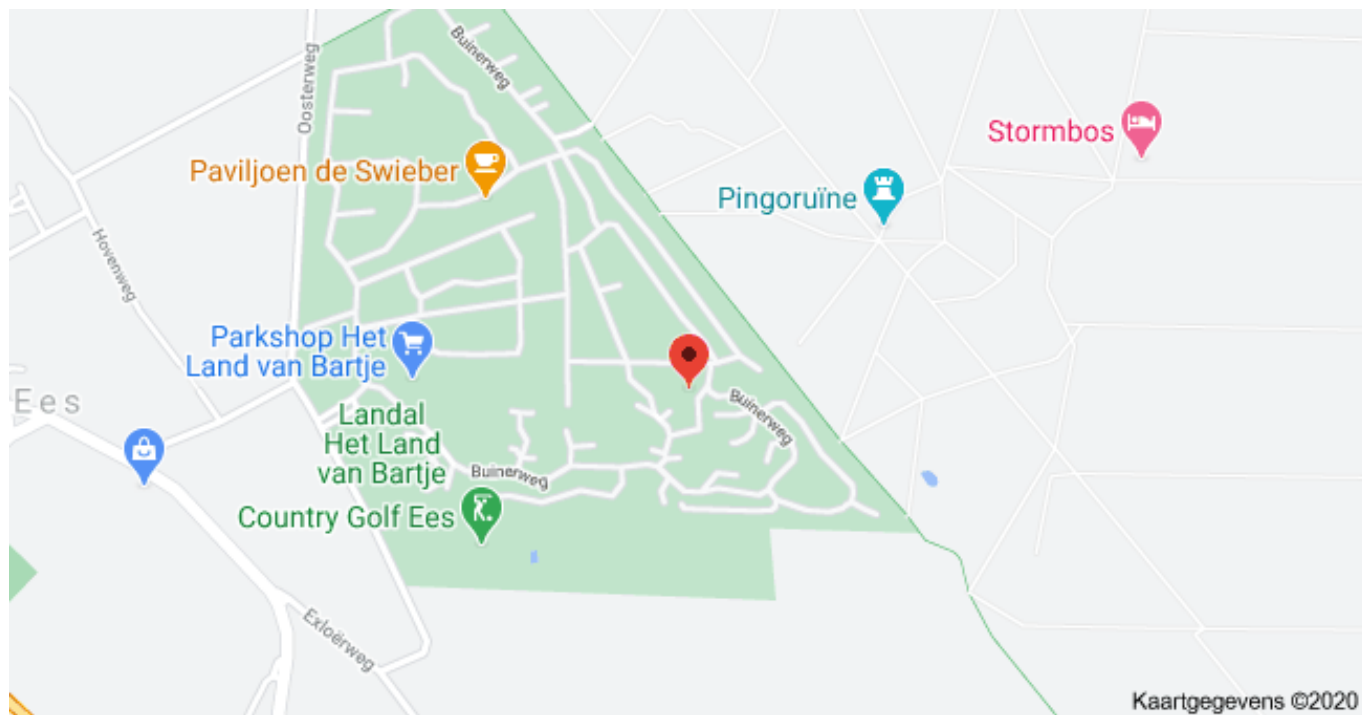 Buinerweg
Oosterweg
Stormbos
Paviljoen de Swieber
Pingoruïne
Hovenweg
Parkshop Het
Land van Bartje
Ees
Landal
Het Land
van Bartje
Buinerweg
Buinerweg
Country Golf Ees
Exloërweg
Kaartgegevens ©2020